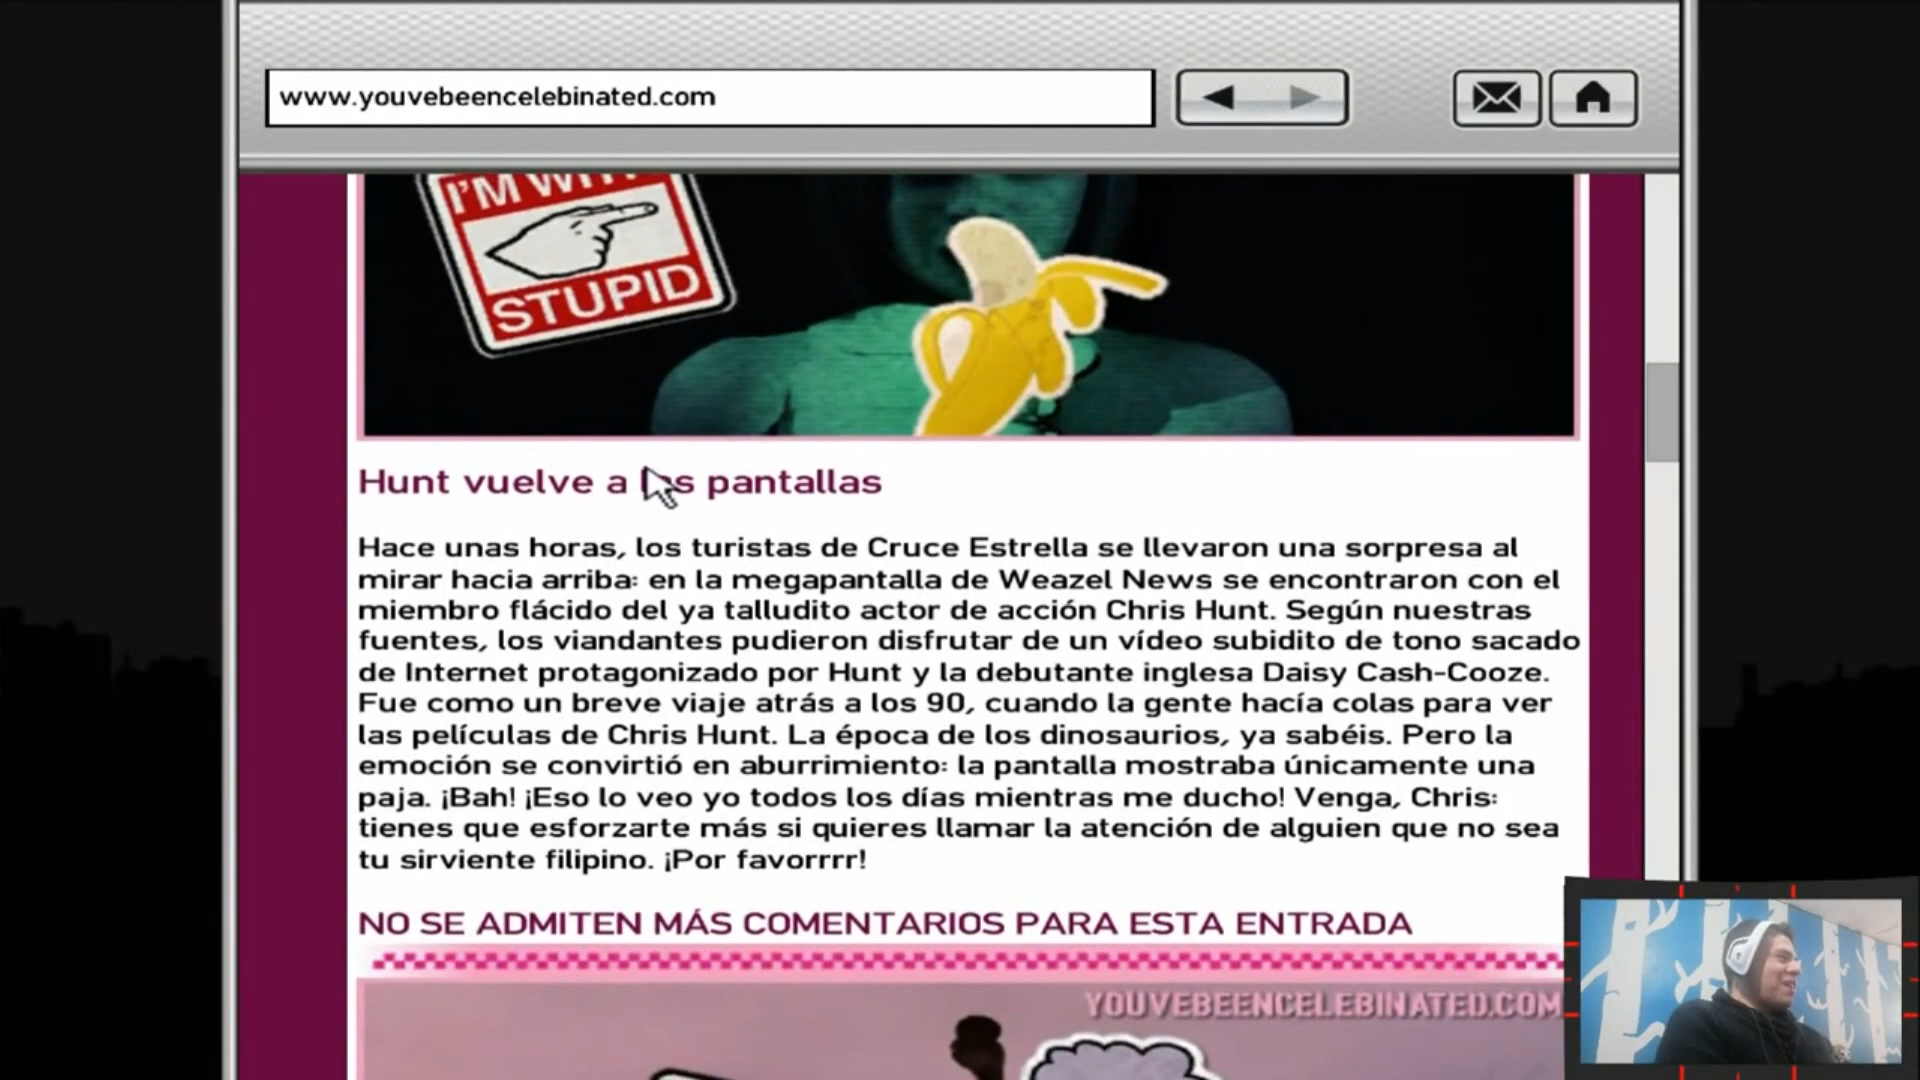 www.youvebeencelebinated.com
I'M WITH
STUPID
Hunt vuelve a las pantallas
Hace unas horas, los turistas de Cruce Estrella se llevaron una sorpresa al
mirar hacia arriba: en la megapantalla de Weazel News se encontraron con el
miembro flácido del ya talludito actor de acción Chris Hunt. Según nuestras
fuentes, los viandantes pudieron disfrutar de un vídeo subidito de tono sacado
de Internet protagonizado por Hunt y la debutante inglesa Daisy Cash-Cooze.
Fue como un breve viaje atrás a los 90, cuando la gente hacía colas para ver
las películas de Chris Hunt. La época de los dinosaurios, ya sabéis. Pero la
emoción se convirtió en aburrimiento: la pantalla mostraba únicamente una
paja. ¡Bah! ¡Eso lo veo yo todos los días mientras me ducho! Venga, Chris:
tienes que esforzarte más si quieres llamar la atención de alguien que no sea
tu sirviente filipino. ¡Por favorrrr!
NO SE ADMITEN MÁS COMENTARIOS PARA ESTA ENTRADA
YOUVEBEENCELEBINATED.COM